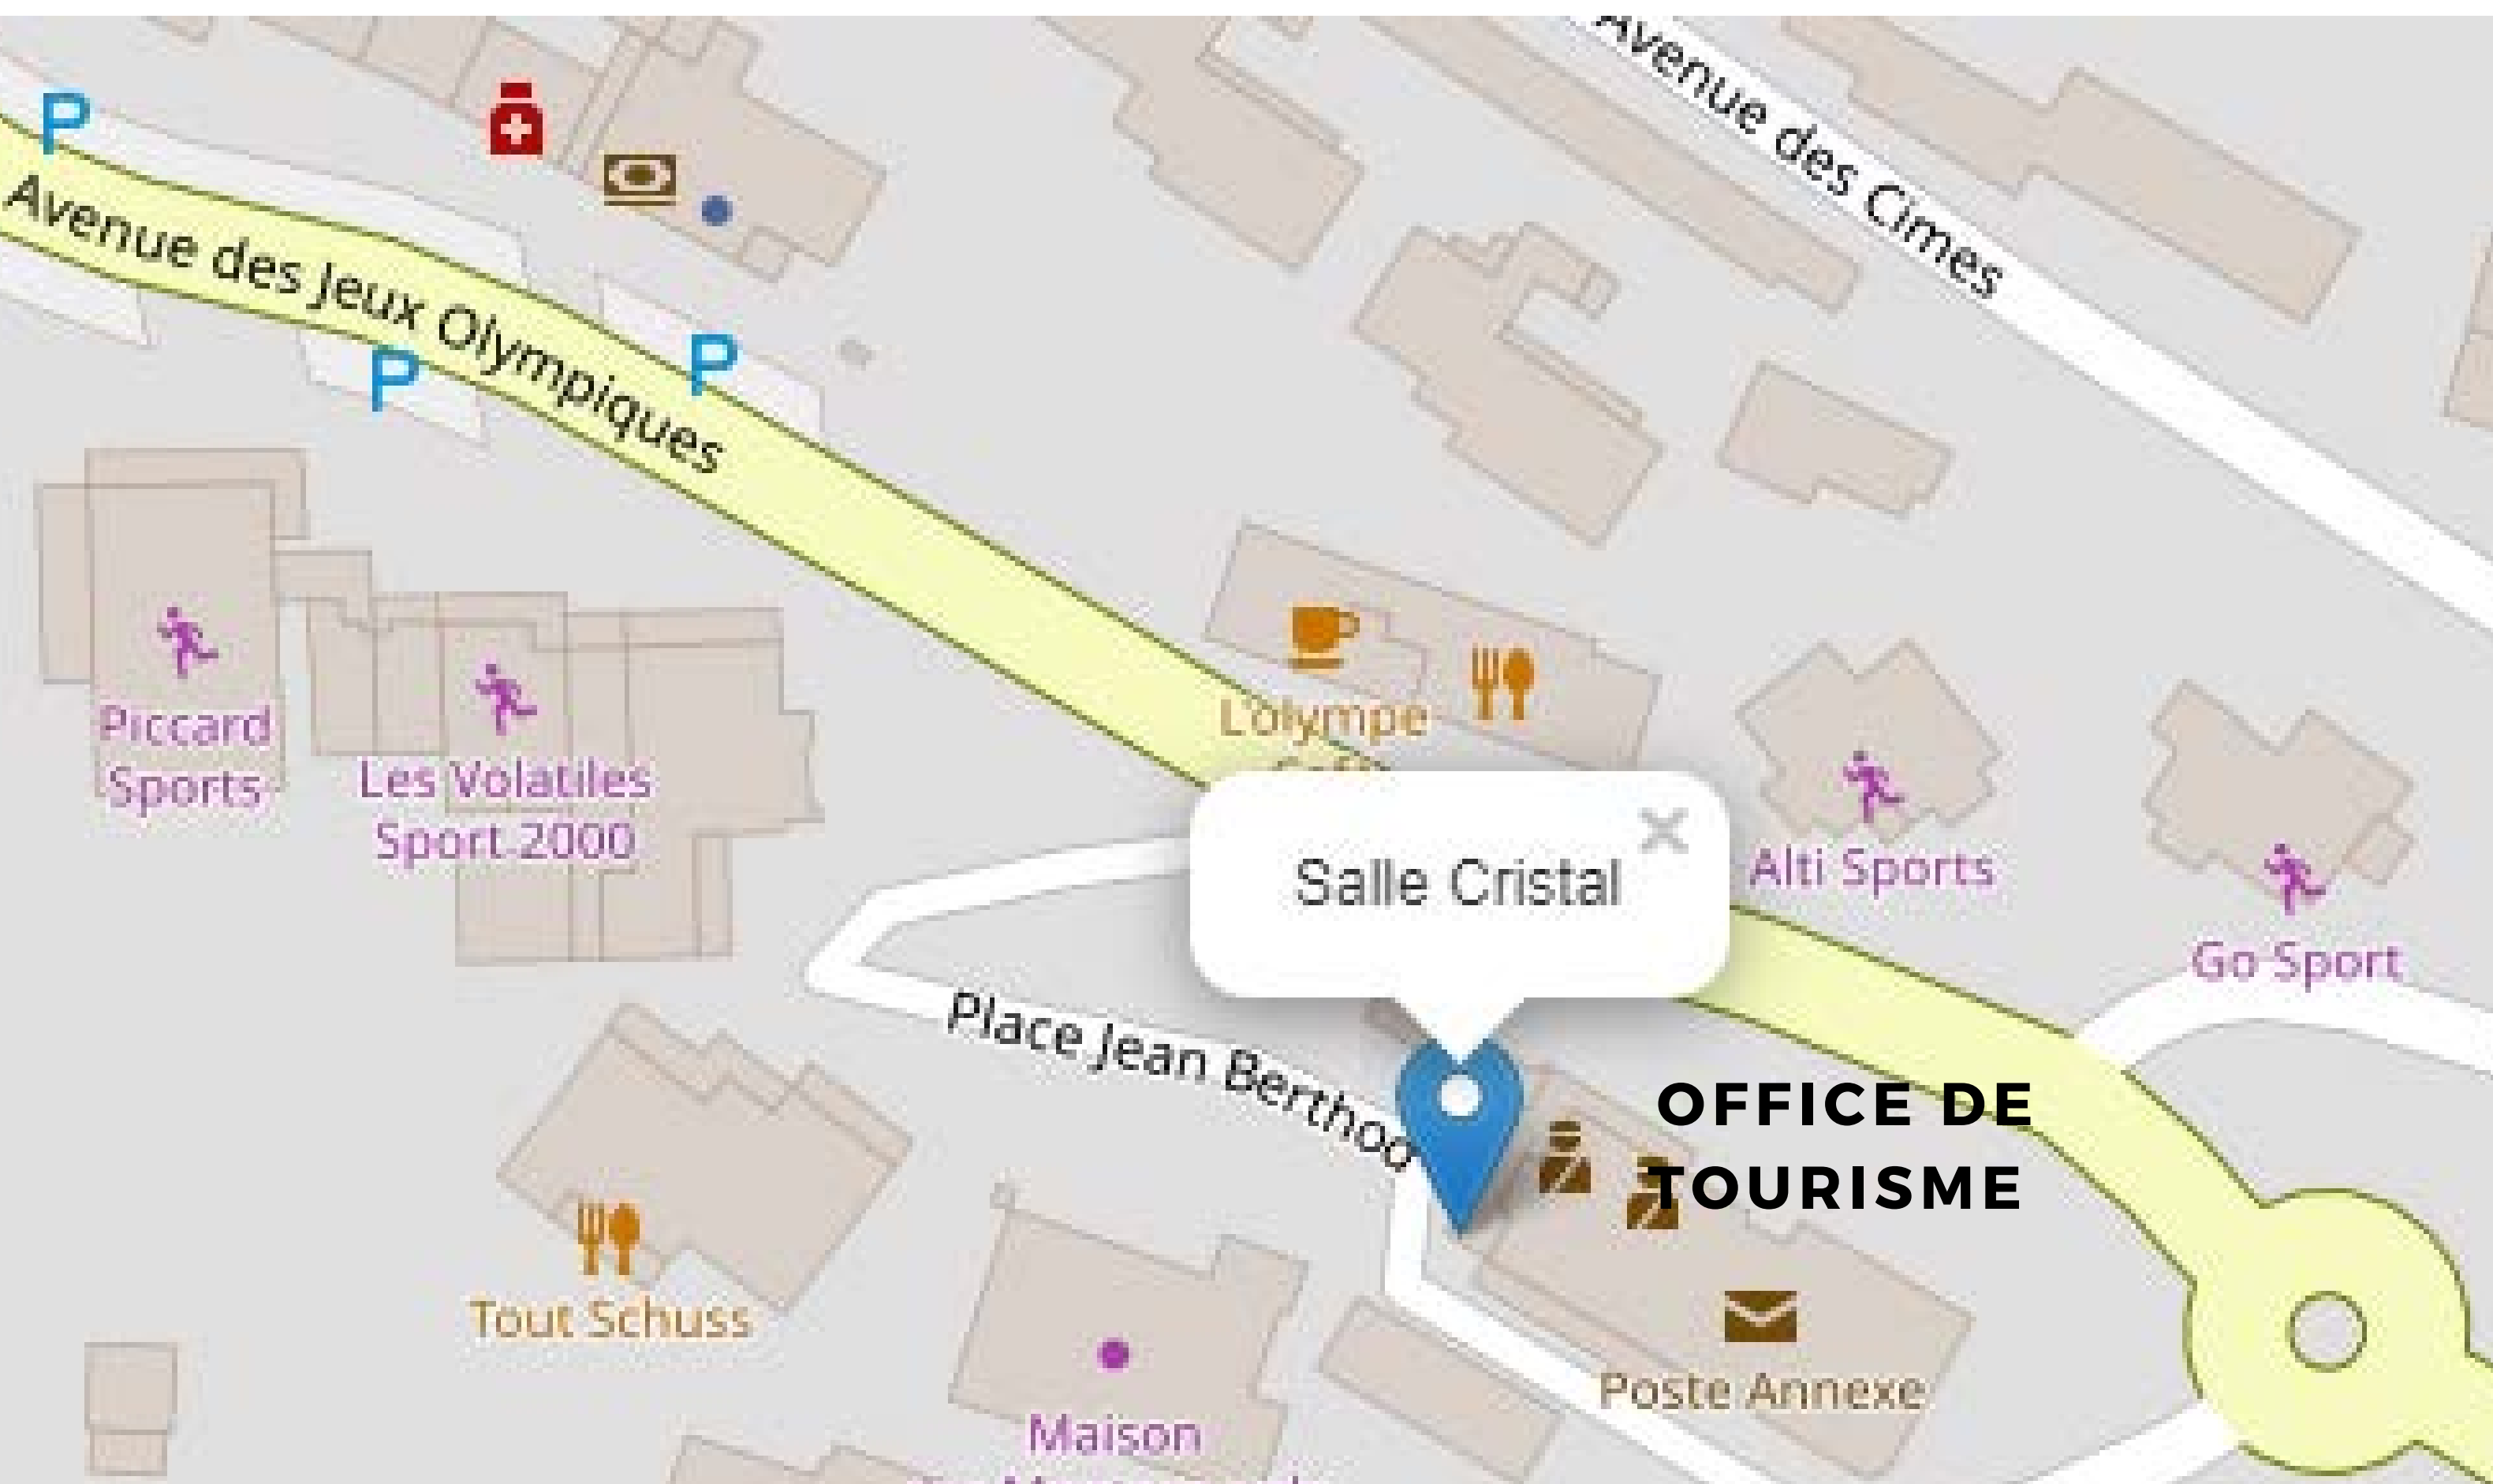 Avenue des Cimes
P
Avenue des Jeux Olympiques
P
P
Piccard
Sports
Les Volatiles
Sport 2000
L'olympe
Salle Cristal
Alti Sports
Go Sport
Place Jean Berthod
OFFICE DE
TOURISME
Tout Schuss
Poste Annexe
Maison